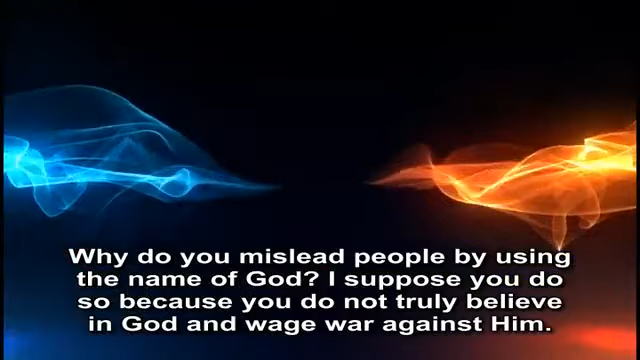 Why do you mislead people by using
the name of God? I suppose you do
so because you do not truly believe
in God and wage war against Him.